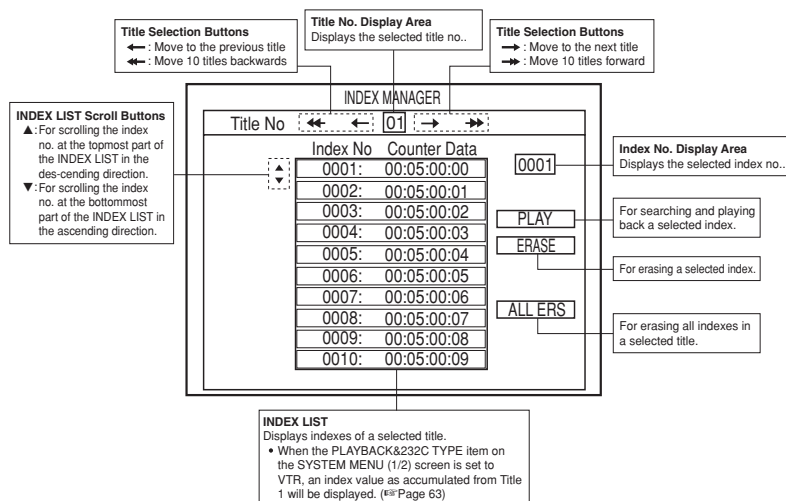 Title Selection Buttons
← : Move to the previous title
↞ : Move 10 titles backwards
Title No. Display Area
Displays the selected title no..
Title Selection Buttons
→ : Move to the next title
↠ : Move 10 titles forward
INDEX LIST Scroll Buttons
▲: For scrolling the index
no. at the topmost part of
the INDEX LIST in the
des-cending direction.
▼: For scrolling the index
no. at the bottommost
part of the INDEX LIST in
the ascending direction.
INDEX MANAGER
Title No ↞ ← 01 → ↠
Index No Counter Data
0001: 00:05:00:00
0002: 00:05:00:01
0003: 00:05:00:02
0004: 00:05:00:03
0005: 00:05:00:04
0006: 00:05:00:05
0007: 00:05:00:06
0008: 00:05:00:07
0009: 00:05:00:08
0010: 00:05:00:09
0001
PLAY
ERASE
ALL ERS
Index No. Display Area
Displays the selected index no..
For searching and playing
back a selected index.
For erasing a selected index.
For erasing all indexes in
a selected title.
INDEX LIST
Displays indexes of a selected title.
• When the PLAYBACK&232C TYPE item on
the SYSTEM MENU (1/2) screen is set to
VTR, an index value as accumulated from Title
1 will be displayed. (☞Page 63)